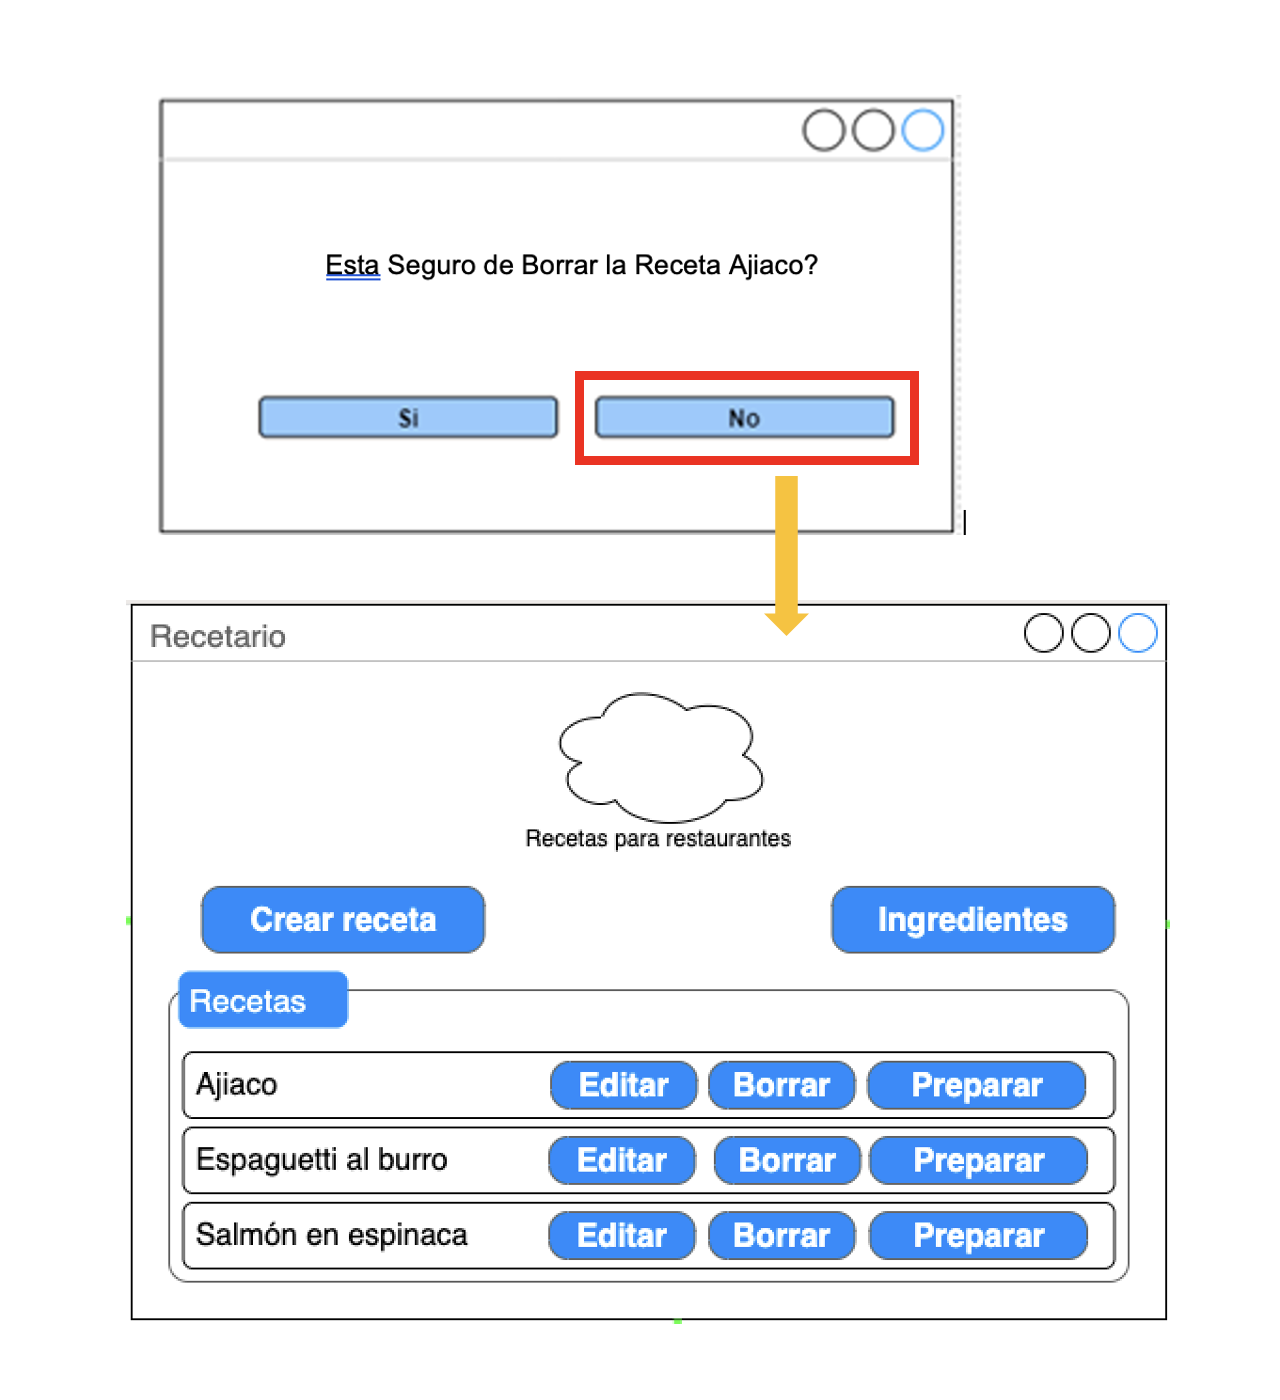 Esta Seguro de Borrar la Receta Ajiaco?
Si No
Recetario
Recetas para restaurantes
Crear receta Ingredientes
Recetas
Ajiaco Editar Borrar Preparar
Espaguetti al burro Editar Borrar Preparar
Salmón en espinaca Editar Borrar Preparar